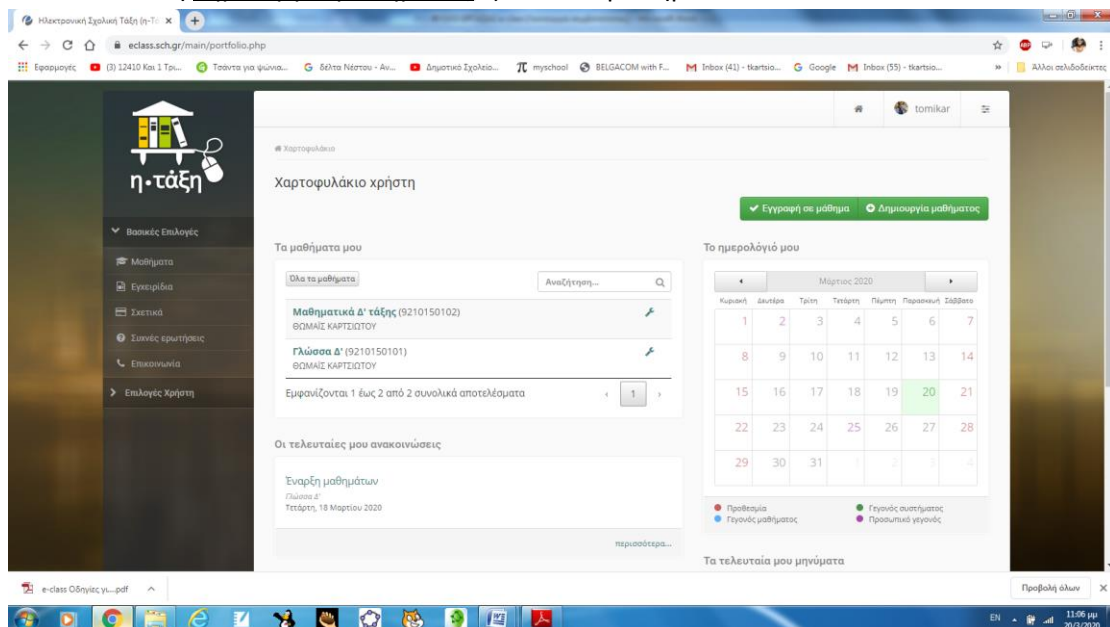 Ηλεκτρονική Σχολική Τάξη (η-Τά
eclass.sch.gr/main/portfolio.php
Εφαρμογές (3) 12410 Και 1 Τρι... Τσάντα για ψώνια... δέλτα Νέστου - Αν... Δημοτικό Σχολείο... myschool BELGACOM with F... Inbox (41) - tkartsio... Google Inbox (55) - tkartsio... » Άλλοι σελιδοδείκτες
tomikar
η·τάξη
Χαρτοφυλάκιο
Χαρτοφυλάκιο χρήστη
Εγγραφή σε μάθημα Δημιουργία μαθήματος
Βασικές Επιλογές
Μαθήματα
Εγχειρίδια
Σχετικά
Συχνές ερωτήσεις
Επικοινωνία
Επιλογές Χρήστη
Τα μαθήματα μου
Όλα τα μαθήματα Αναζήτηση...
Μαθηματικά Δ' τάξης (9210150102)
ΘΩΜΑΪΣ ΚΑΡΤΣΙΩΤΟΥ
Γλώσσα Δ' (9210150101)
ΘΩΜΑΪΣ ΚΑΡΤΣΙΩΤΟΥ
Εμφανίζονται 1 έως 2 από 2 συνολικά αποτελέσματα ‹ 1 ›
Οι τελευταίες μου ανακοινώσεις
Έναρξη μαθημάτων
Γλώσσα Δ'
Τετάρτη, 18 Μαρτίου 2020
περισσότερα...
Το ημερολόγιό μου
Μάρτιος 2020
Κυριακή Δευτέρα Τρίτη Τετάρτη Πέμπτη Παρασκευή Σάββατο
1 2 3 4 5 6 7
8 9 10 11 12 13 14
15 16 17 18 19 20 21
22 23 24 25 26 27 28
29 30 31 1 2 3 4
Προθεσμία Γεγονός συστήματος
Γεγονός μαθήματος Προσωπικό γεγονός
Τα τελευταία μου μηνύματα
e-class Οδηγίες γι....pdf Προβολή όλων
EN 11:06 μμ
20/3/2020